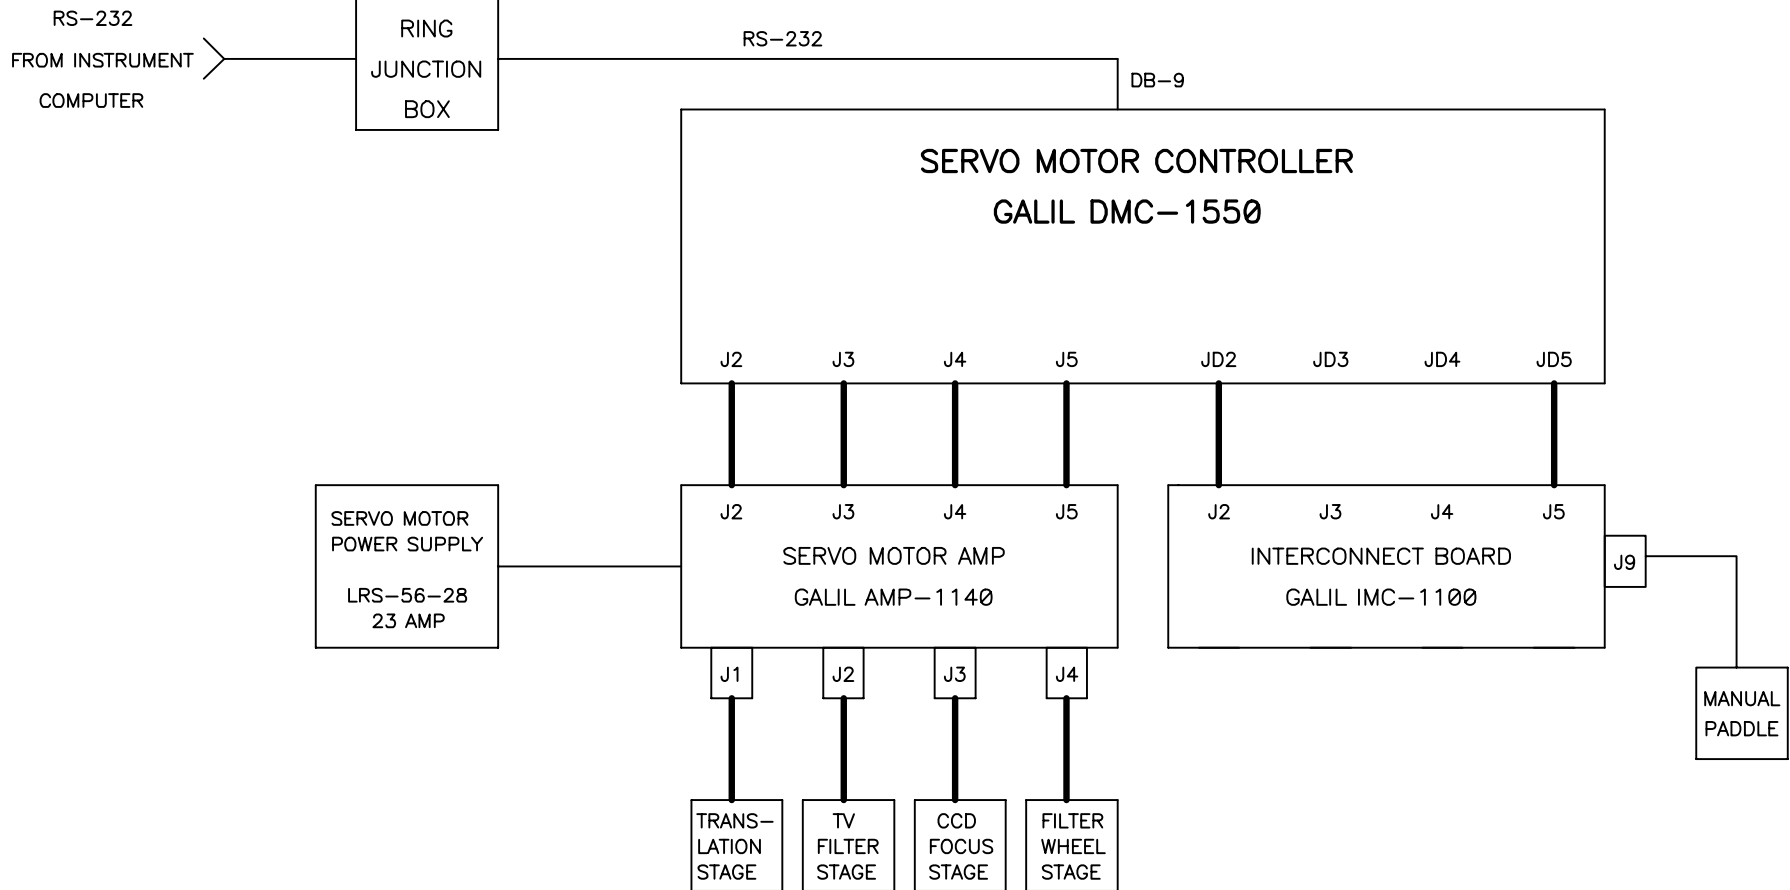 RS-232
FROM INSTRUMENT
COMPUTER
RING
JUNCTION
BOX
RS-232
DB-9
SERVO MOTOR CONTROLLER
GALIL DMC-1550
J2 J3 J4 J5 JD2 JD3 JD4 JD5
SERVO MOTOR
POWER SUPPLY
LRS-56-28
23 AMP
J2 J3 J4 J5
SERVO MOTOR AMP
GALIL AMP-1140
J1 J2 J3 J4
J2 J3 J4 J5
INTERCONNECT BOARD
GALIL IMC-1100
J9
MANUAL
PADDLE
TRANS-
LATION
STAGE
TV
FILTER
STAGE
CCD
FOCUS
STAGE
FILTER
WHEEL
STAGE